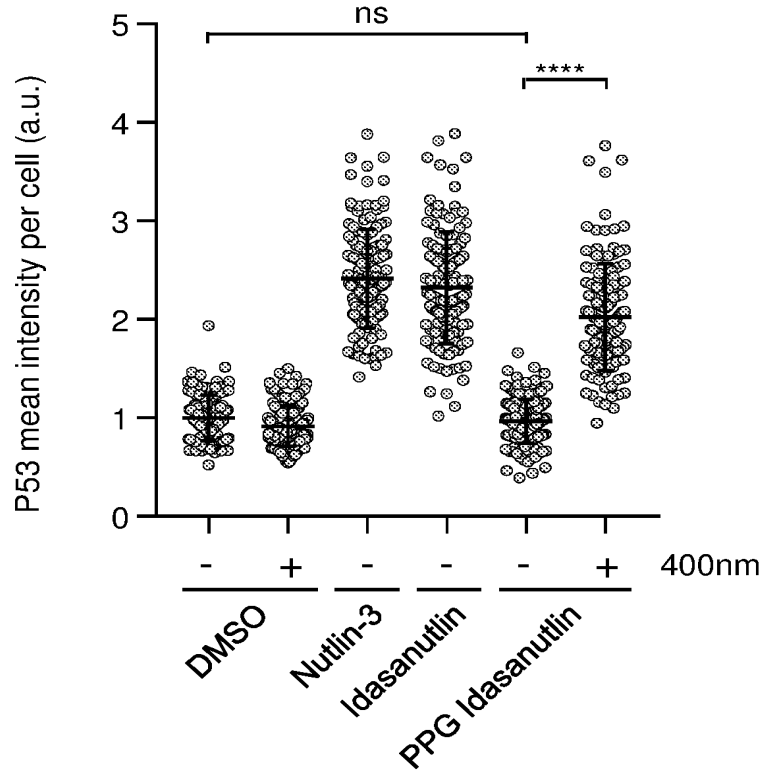 ns
****
5
4
3
2
1
0
P53 mean intensity per cell (a.u.)
- + - - - + 400nm
DMSO
Nutlin-3
Idasanutlin
PPG Idasanutlin